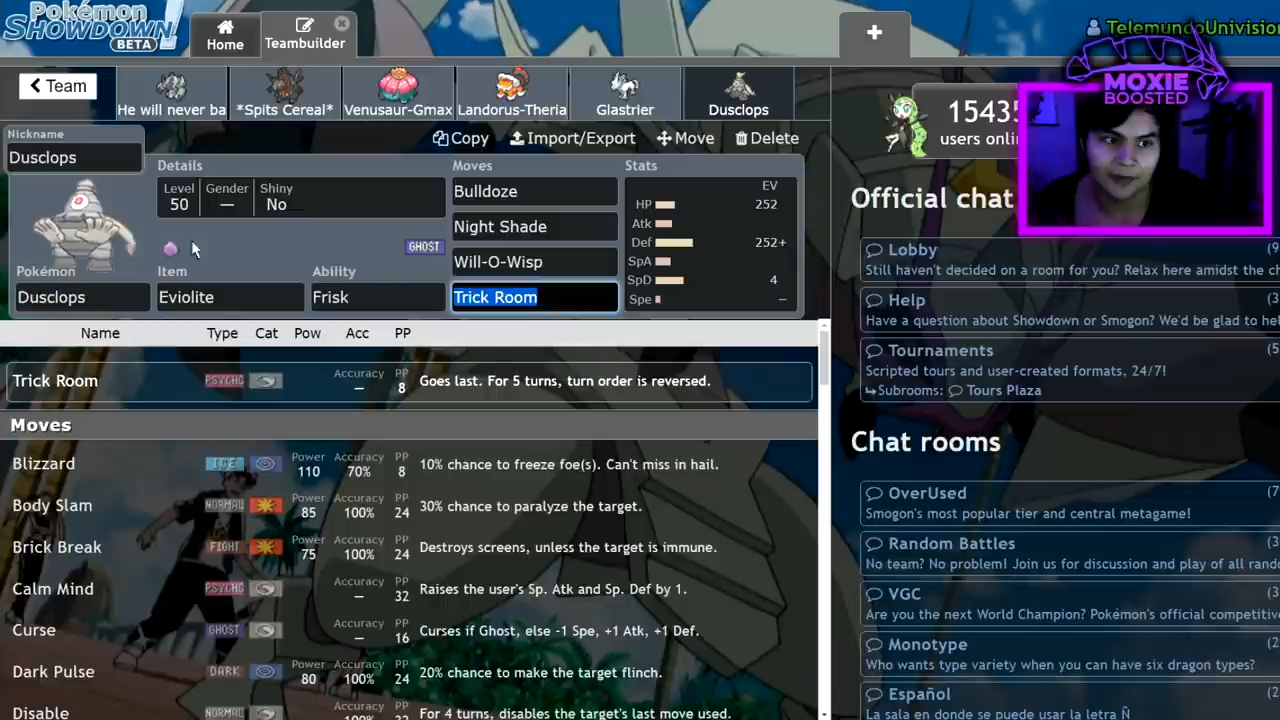 Pokémon
SHOWDOWN!
BETA
Home
Teambuilder
+
TelemundoUnivision
< Team
He will never ba
*Spits Cereal*
Venusaur-Gmax
Landorus-Theria
Glastrier
Dusclops
MOXIE
BOOSTED
Copy
Import/Export
Move
Delete
15435
users onli
Nickname
Dusclops
Details
Level
50
Gender
—
Shiny
No
GHOST
Pokémon
Dusclops
Item
Eviolite
Ability
Frisk
Moves
Bulldoze
Night Shade
Will-O-Wisp
Trick Room
Stats
EV
HP 252
Atk
Def 252+
SpA
SpD 4
Spe –
Name Type Cat Pow Acc PP
Trick Room PSYCHC Accuracy — PP 8 Goes last. For 5 turns, turn order is reversed.
Moves
Blizzard ICE Power 110 Accuracy 70% PP 8 10% chance to freeze foe(s). Can't miss in hail.
Body Slam NORMAL Power 85 Accuracy 100% PP 24 30% chance to paralyze the target.
Brick Break FIGHT Power 75 Accuracy 100% PP 24 Destroys screens, unless the target is immune.
Calm Mind PSYCHC Accuracy — PP 32 Raises the user's Sp. Atk and Sp. Def by 1.
Curse GHOST Accuracy — PP 16 Curses if Ghost, else -1 Spe, +1 Atk, +1 Def.
Dark Pulse DARK Power 80 Accuracy 100% PP 24 20% chance to make the target flinch.
Disable NORMAL Accuracy 100% PP 32 For 4 turns, disables the target's last move used.
Official chat
Lobby
Still haven't decided on a room for you? Relax here amidst the ch
Help
Have a question about Showdown or Smogon? We'd be glad to hel
Tournaments
Scripted tours and user-created formats, 24/7!
Subrooms: Tours Plaza
Chat rooms
OverUsed
Smogon's most popular tier and central metagame!
Random Battles
No team? No problem! Join us for discussion and play of all rando
VGC
Are you the next World Champion? Pokémon's official competitiv
Monotype
Who wants type variety when you can have six dragon types?
Español
La sala en donde se puede usar la letra Ñ